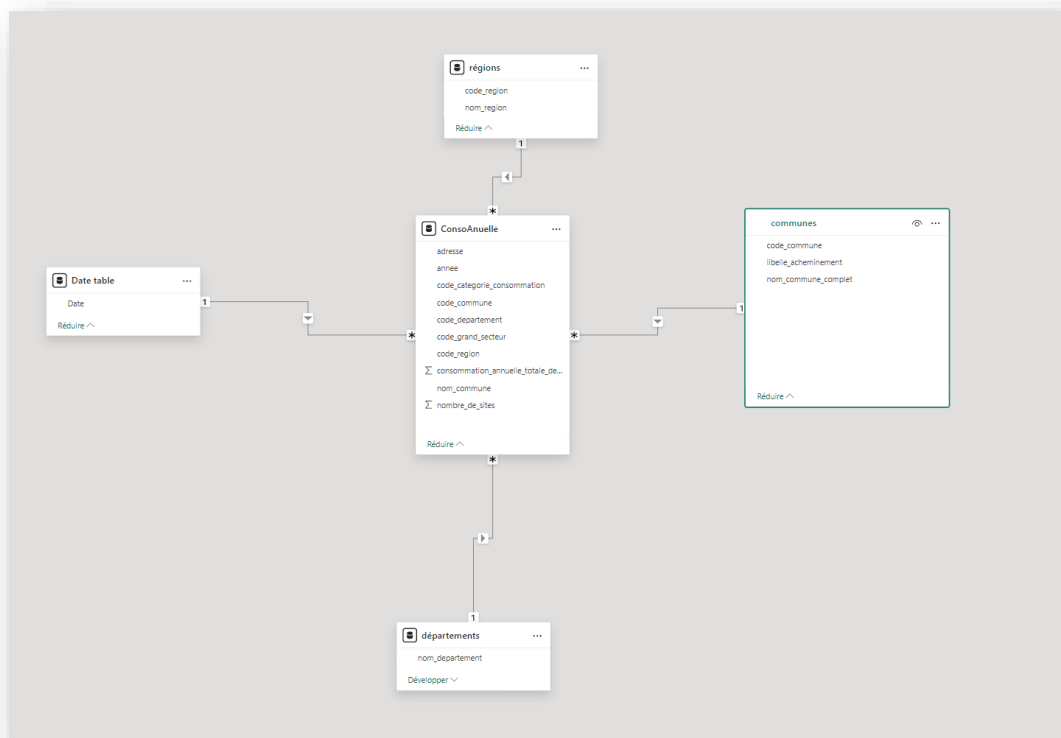 régions
code_region
nom_region
Réduire
1
*
ConsoAnuelle
adresse
annee
code_categorie_consommation
code_commune
code_departement
code_grand_secteur
code_region
Σ consommation_annuelle_totale_de...
nom_commune
Σ nombre_de_sites
Réduire
*
Date table
Date
Réduire
1
*
communes
code_commune
libelle_acheminement
nom_commune_complet
Réduire
1
*
1
départements
nom_departement
Développer